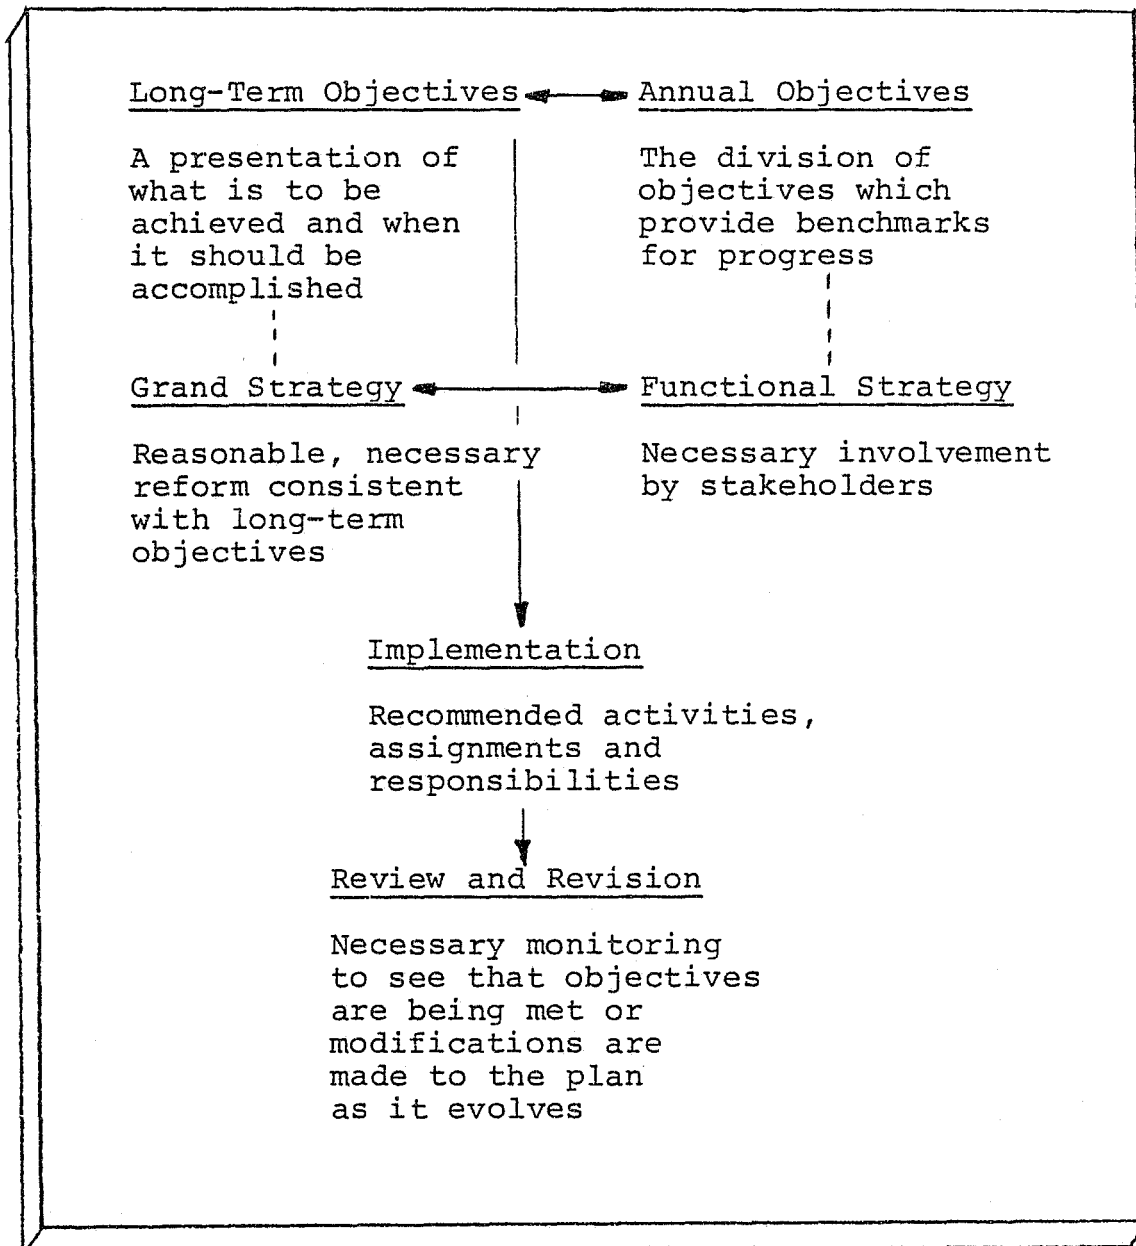 Long-Term Objectives
Annual Objectives
A presentation of
what is to be
achieved and when
it should be
accomplished
The division of
objectives which
provide benchmarks
for progress
Grand Strategy
Functional Strategy
Reasonable, necessary
reform consistent
with long-term
objectives
Necessary involvement
by stakeholders
Implementation
Recommended activities,
assignments and
responsibilities
Review and Revision
Necessary monitoring
to see that objectives
are being met or
modifications are
made to the plan
as it evolves